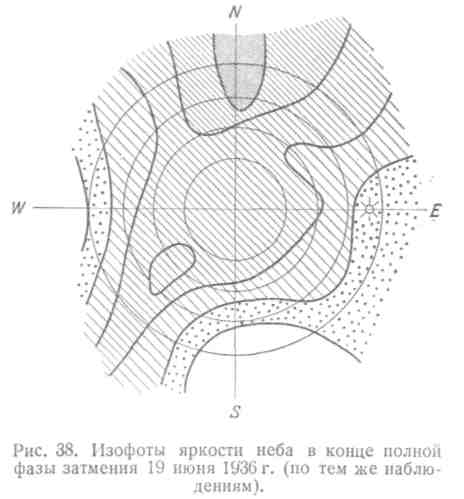 N
W
E
S
Рис. 38. Изофоты яркости неба в конце полной
фазы затмения 19 июня 1936 г. (по тем же наблю-
дениям).